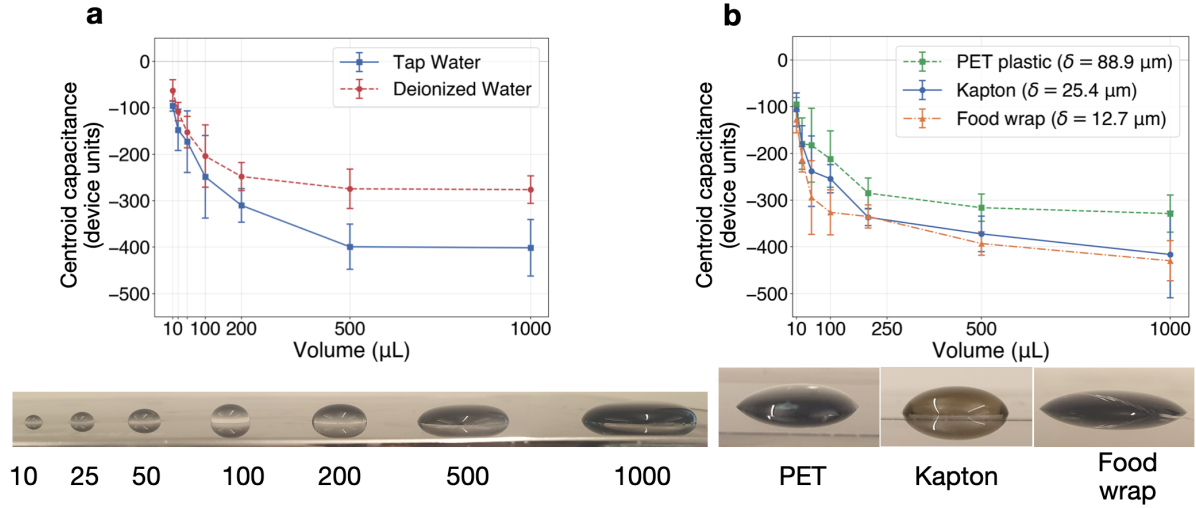 a
0
−100
−200
−300
−400
−500
Centroid capacitance
(device units)
Tap Water
Deionized Water
10 100 200 500 1000
Volume (µL)
10 25 50 100 200 500 1000
b
0
−100
−200
−300
−400
−500
Centroid capacitance
(device units)
PET plastic (δ = 88.9 µm)
Kapton (δ = 25.4 µm)
Food wrap (δ = 12.7 µm)
10 100 250 500 1000
Volume (µL)
PET Kapton Food
wrap